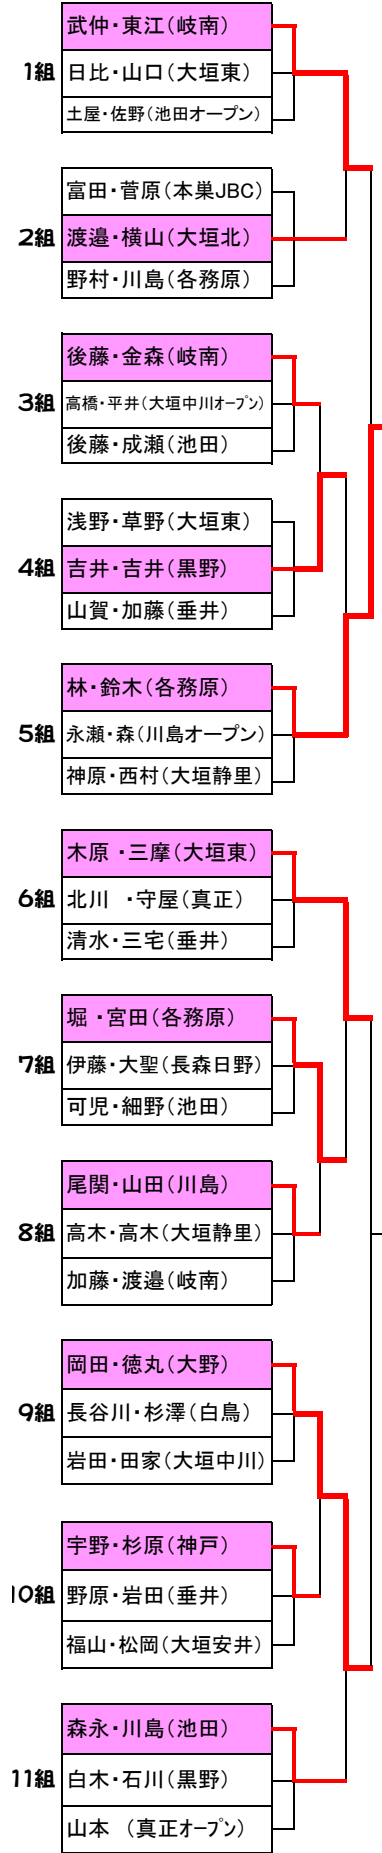 武仲・東江(岐南)
1組 日比・山口(大垣東)
土屋・佐野(池田オープン)
富田・菅原(本巣JBC)
2組 渡邉・横山(大垣北)
野村・川島(各務原)
後藤・金森(岐南)
3組 高橋・平井(大垣中川オープン)
後藤・成瀬(池田)
浅野・草野(大垣東)
4組 吉井・吉井(黒野)
山賀・加藤(垂井)
林・鈴木(各務原)
5組 永瀬・森(川島オープン)
神原・西村(大垣静里)
木原 ・三摩(大垣東)
6組 北川 ・守屋(真正)
清水・三宅(垂井)
堀 ・宮田(各務原)
7組 伊藤・大聖(長森日野)
可児・細野(池田)
尾関・山田(川島)
8組 高木・高木(大垣静里)
加藤・渡邉(岐南)
岡田・徳丸(大野)
9組 長谷川・杉澤(白鳥)
岩田・田家(大垣中川)
宇野・杉原(神戸)
10組 野原・岩田(垂井)
福山・松岡(大垣安井)
森永・川島(池田)
11組 白木・石川(黒野)
山本 (真正オープン)